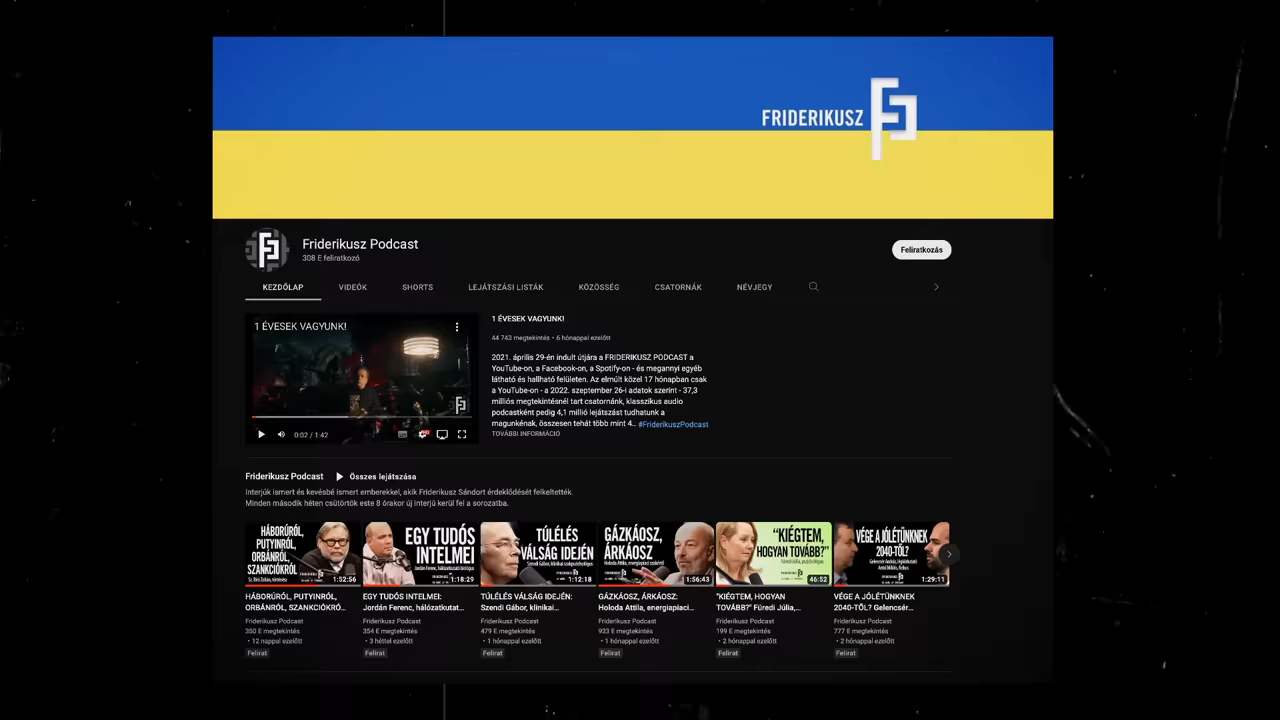 FRIDERIKUSZ
Friderikusz Podcast
308 E feliratkozó
Feliratkozás
KEZDŐLAP VIDEÓK SHORTS LEJÁTSZÁSI LISTÁK KÖZÖSSÉG CSATORNÁK NÉVJEGY
1 ÉVESEK VAGYUNK!
0:02 / 1:42
1 ÉVESEK VAGYUNK!
44 743 megtekintés • 6 hónappal ezelőtt
2021. április 29-én indult útjára a FRIDERIKUSZ PODCAST a
YouTube-on, a Facebook-on, a Spotify-on - és megannyi egyéb
látható és hallható felületen. Az elmúlt közel 17 hónapban csak
a YouTube-on - a 2022. szeptember 26-i adatok szerint - 37,3
milliós megtekintésnél tart csatornánk, klasszikus audio
podcastként pedig 4,1 millió lejátszást tudhatunk a
magunkénak, összesen tehát több mint 4... #FriderikuszPodcast
TOVÁBBI INFORMÁCIÓ
Friderikusz Podcast Összes lejátszása
Interjúk ismert és kevésbé ismert emberekkel, akik Friderikusz Sándort érdeklődését felkeltették.
Minden második héten csütörtök este 8 órakor új interjú kerül fel a sorozatba.
HÁBORÚRÓL,
PUTYINRÓL,
ORBÁNRÓL,
SZANKCIÓKRÓL
1:52:56
HÁBORÚRÓL, PUTYINRÓL,
ORBÁNRÓL, SZANKCIÓKRÓ...
Friderikusz Podcast
350 E megtekintés
• 12 nappal ezelőtt
Felirat
EGY TUDÓS
INTELMEI
Jordán Ferenc, hálózatkutató biológus
1:18:29
EGY TUDÓS INTELMEI:
Jordán Ferenc, hálózatkutat...
Friderikusz Podcast
354 E megtekintés
• 3 héttel ezelőtt
Felirat
TÚLÉLÉS
VÁLSÁG IDEJÉN
1:12:18
TÚLÉLÉS VÁLSÁG IDEJÉN:
Szendi Gábor, klinikai...
Friderikusz Podcast
479 E megtekintés
• 1 hónappal ezelőtt
Felirat
GÁZKÁOSZ,
ÁRKÁOSZ
Holoda Attila, energiapiaci szakértő
1:56:43
GÁZKÁOSZ, ÁRKÁOSZ:
Holoda Attila, energiapiaci...
Friderikusz Podcast
933 E megtekintés
• 1 hónappal ezelőtt
Felirat
"KIÉGTEM,
HOGYAN TOVÁBB?"
46:52
"KIÉGTEM, HOGYAN
TOVÁBB?" Füredi Júlia,...
Friderikusz Podcast
199 E megtekintés
• 2 hónappal ezelőtt
Felirat
VÉGE A JÓLÉTÜNKNEK
2040-TŐL?
1:29:11
VÉGE A JÓLÉTÜNKNEK
2040-TŐL? Gelencsér...
Friderikusz Podcast
777 E megtekintés
• 2 hónappal ezelőtt
Felirat